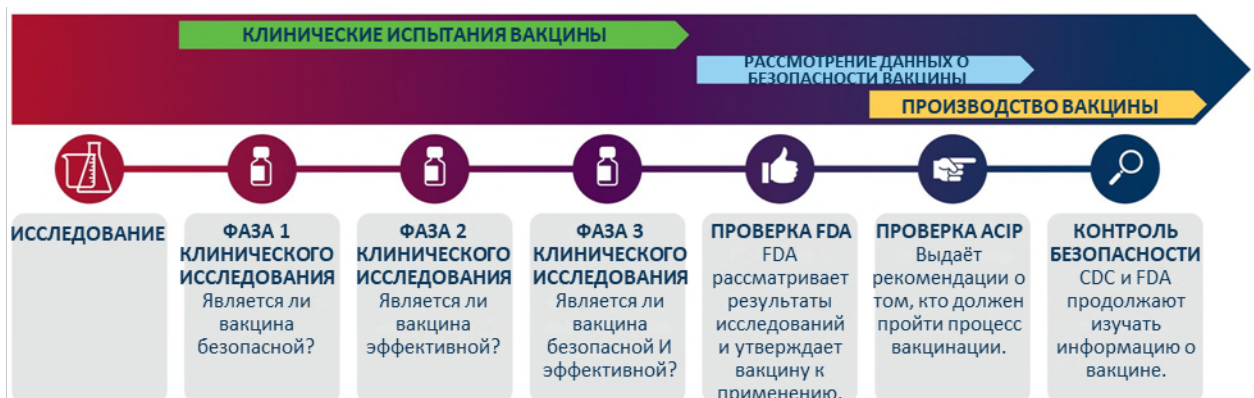 КЛИНИЧЕСКИЕ ИСПЫТАНИЯ ВАКЦИНЫ
РАССМОТРЕНИЕ ДАННЫХ О
БЕЗОПАСНОСТИ ВАКЦИНЫ
ПРОИЗВОДСТВО ВАКЦИНЫ
ИССЛЕДОВАНИЕ
ФАЗА 1
КЛИНИЧЕСКОГО
ИССЛЕДОВАНИЯ
Является ли
вакцина
безопасной?
ФАЗА 2
КЛИНИЧЕСКОГО
ИССЛЕДОВАНИЯ
Является ли
вакцина
эффективной?
ФАЗА 3
КЛИНИЧЕСКОГО
ИССЛЕДОВАНИЯ
Является ли
вакцина
безопасной И
эффективной?
ПРОВЕРКА FDA
FDA
рассматривает
результаты
исследований
и утверждает
вакцину к
применению.
ПРОВЕРКА ACIP
Выдаёт
рекомендации о
том, кто должен
пройти процесс
вакцинации.
КОНТРОЛЬ
БЕЗОПАСНОСТИ
CDC и FDA
продолжают
изучать
информацию о
вакцине.